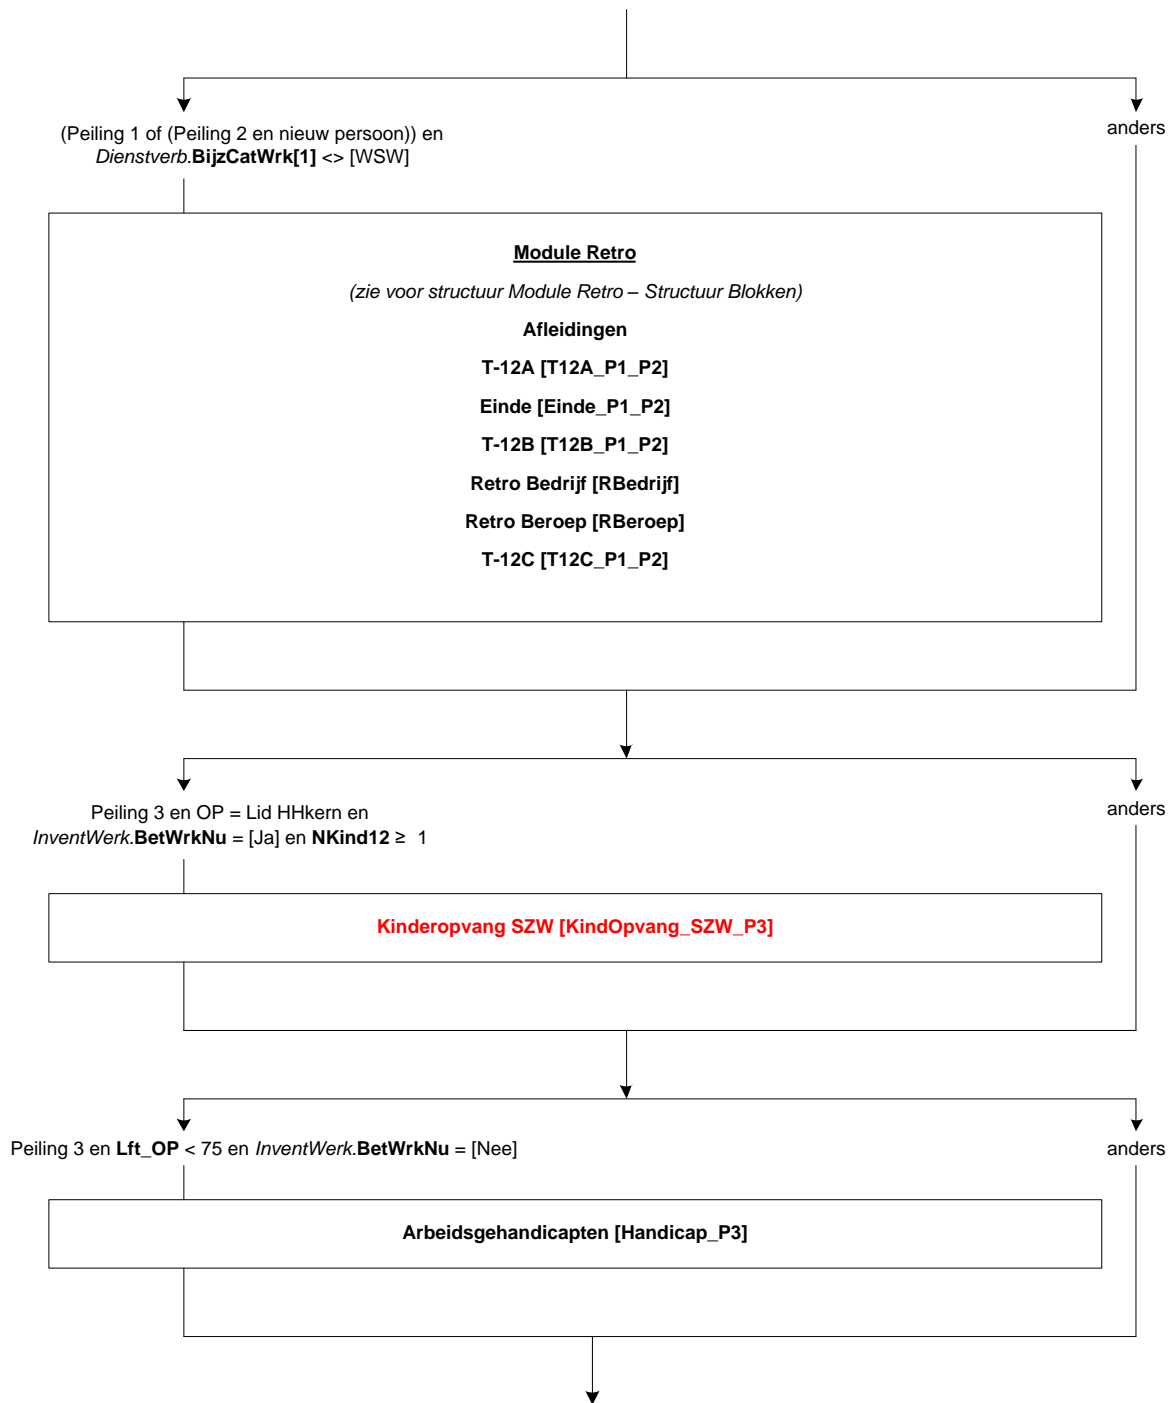 (Peiling 1 of (Peiling 2 en nieuw persoon)) en
Dienstverb.BijzCatWrk[1] <> [WSW]
anders
Module Retro
(zie voor structuur Module Retro – Structuur Blokken)
Afleidingen
T-12A [T12A_P1_P2]
Einde [Einde_P1_P2]
T-12B [T12B_P1_P2]
Retro Bedrijf [RBedrijf]
Retro Beroep [RBeroep]
T-12C [T12C_P1_P2]
Peiling 3 en OP = Lid HHkern en
InventWerk.BetWrkNu = [Ja] en NKind12 ≥ 1
anders
Kinderopvang SZW [KindOpvang_SZW_P3]
Peiling 3 en Lft_OP < 75 en InventWerk.BetWrkNu = [Nee]
anders
Arbeidsgehandicapten [Handicap_P3]